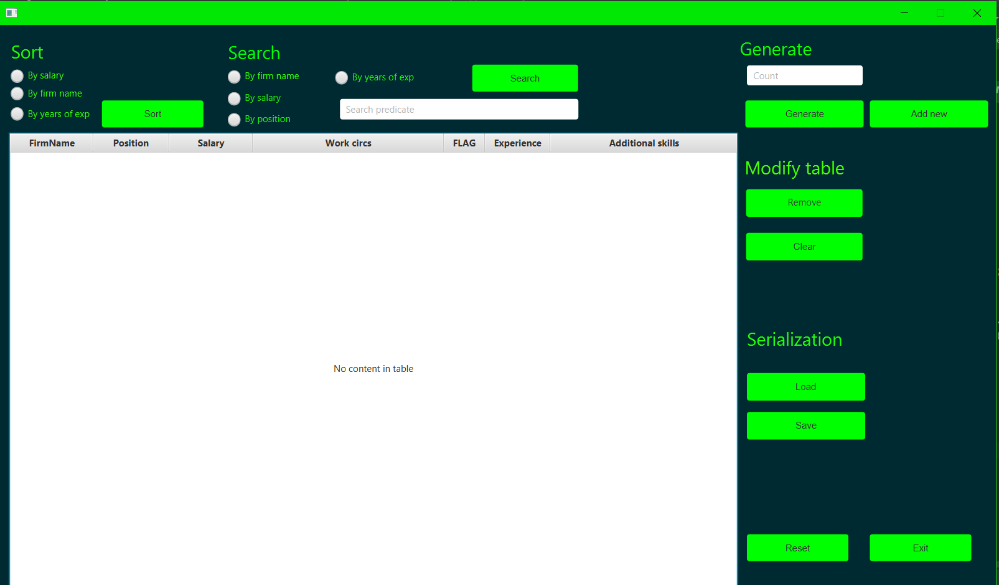 Sort
By salary
By firm name
By years of exp
Sort
Search
By firm name
By salary
By position
By years of exp
Search
Search predicate
Generate
Count
Generate
Add new
FirmName
Position
Salary
Work circs
FLAG
Experience
Additional skills
No content in table
Modify table
Remove
Clear
Serialization
Load
Save
Reset
Exit